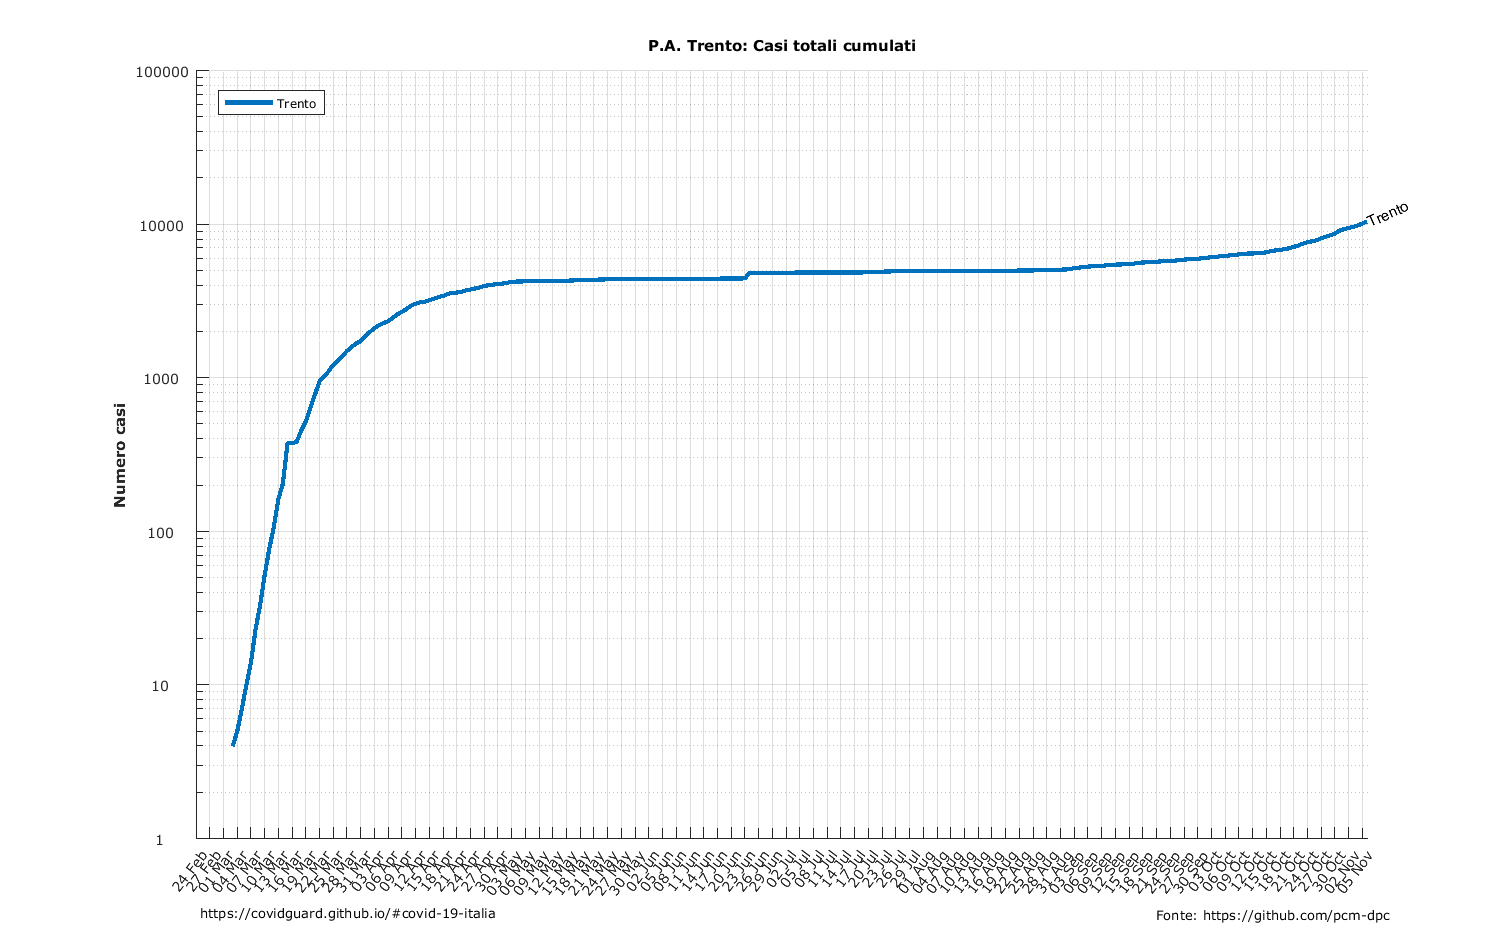 P.A. Trento: Casi totali cumulati
100000
Trento
10000
Trento
1000
Numero casi
100
10
1
24 Feb
27 Feb
01 Mar
04 Mar
07 Mar
10 Mar
13 Mar
16 Mar
19 Mar
22 Mar
25 Mar
28 Mar
31 Mar
03 Apr
06 Apr
09 Apr
12 Apr
15 Apr
18 Apr
21 Apr
24 Apr
27 Apr
30 Apr
03 May
06 May
09 May
12 May
15 May
18 May
21 May
24 May
27 May
30 May
02 Jun
05 Jun
08 Jun
11 Jun
14 Jun
17 Jun
20 Jun
23 Jun
26 Jun
29 Jun
02 Jul
05 Jul
08 Jul
11 Jul
14 Jul
17 Jul
20 Jul
23 Jul
26 Jul
29 Jul
01 Aug
04 Aug
07 Aug
10 Aug
13 Aug
16 Aug
19 Aug
22 Aug
25 Aug
28 Aug
31 Aug
03 Sep
06 Sep
09 Sep
12 Sep
15 Sep
18 Sep
21 Sep
24 Sep
27 Sep
30 Sep
03 Oct
06 Oct
09 Oct
12 Oct
15 Oct
18 Oct
21 Oct
24 Oct
27 Oct
30 Oct
02 Nov
05 Nov
https://covidguard.github.io/#covid-19-italia
Fonte: https://github.com/pcm-dpc